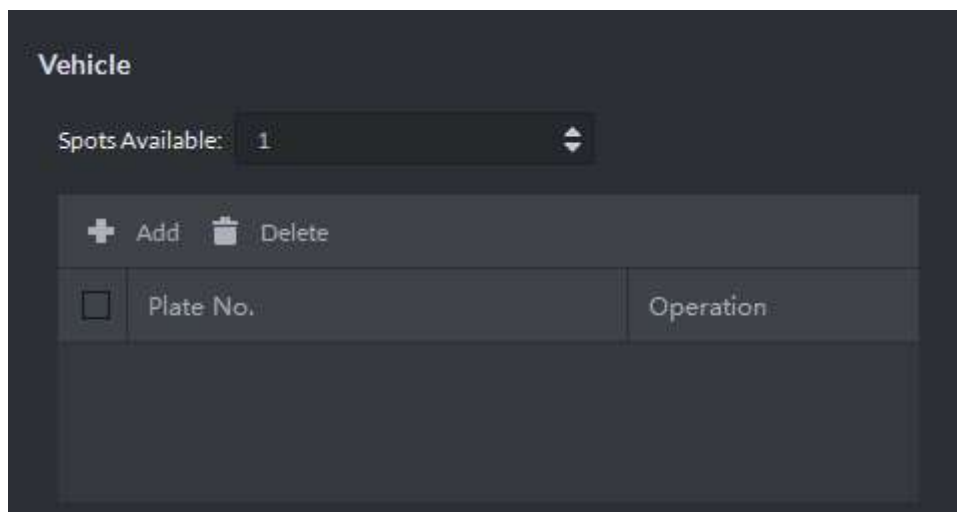 Vehicle
Spots Available: 1
Add Delete
Plate No. Operation